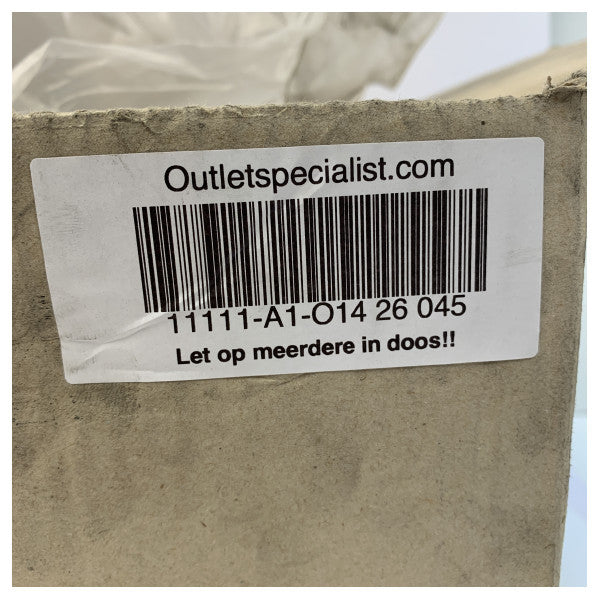 Outletspecialist.com
11111-A1-O14 26 045
Let op meerdere in doos!!